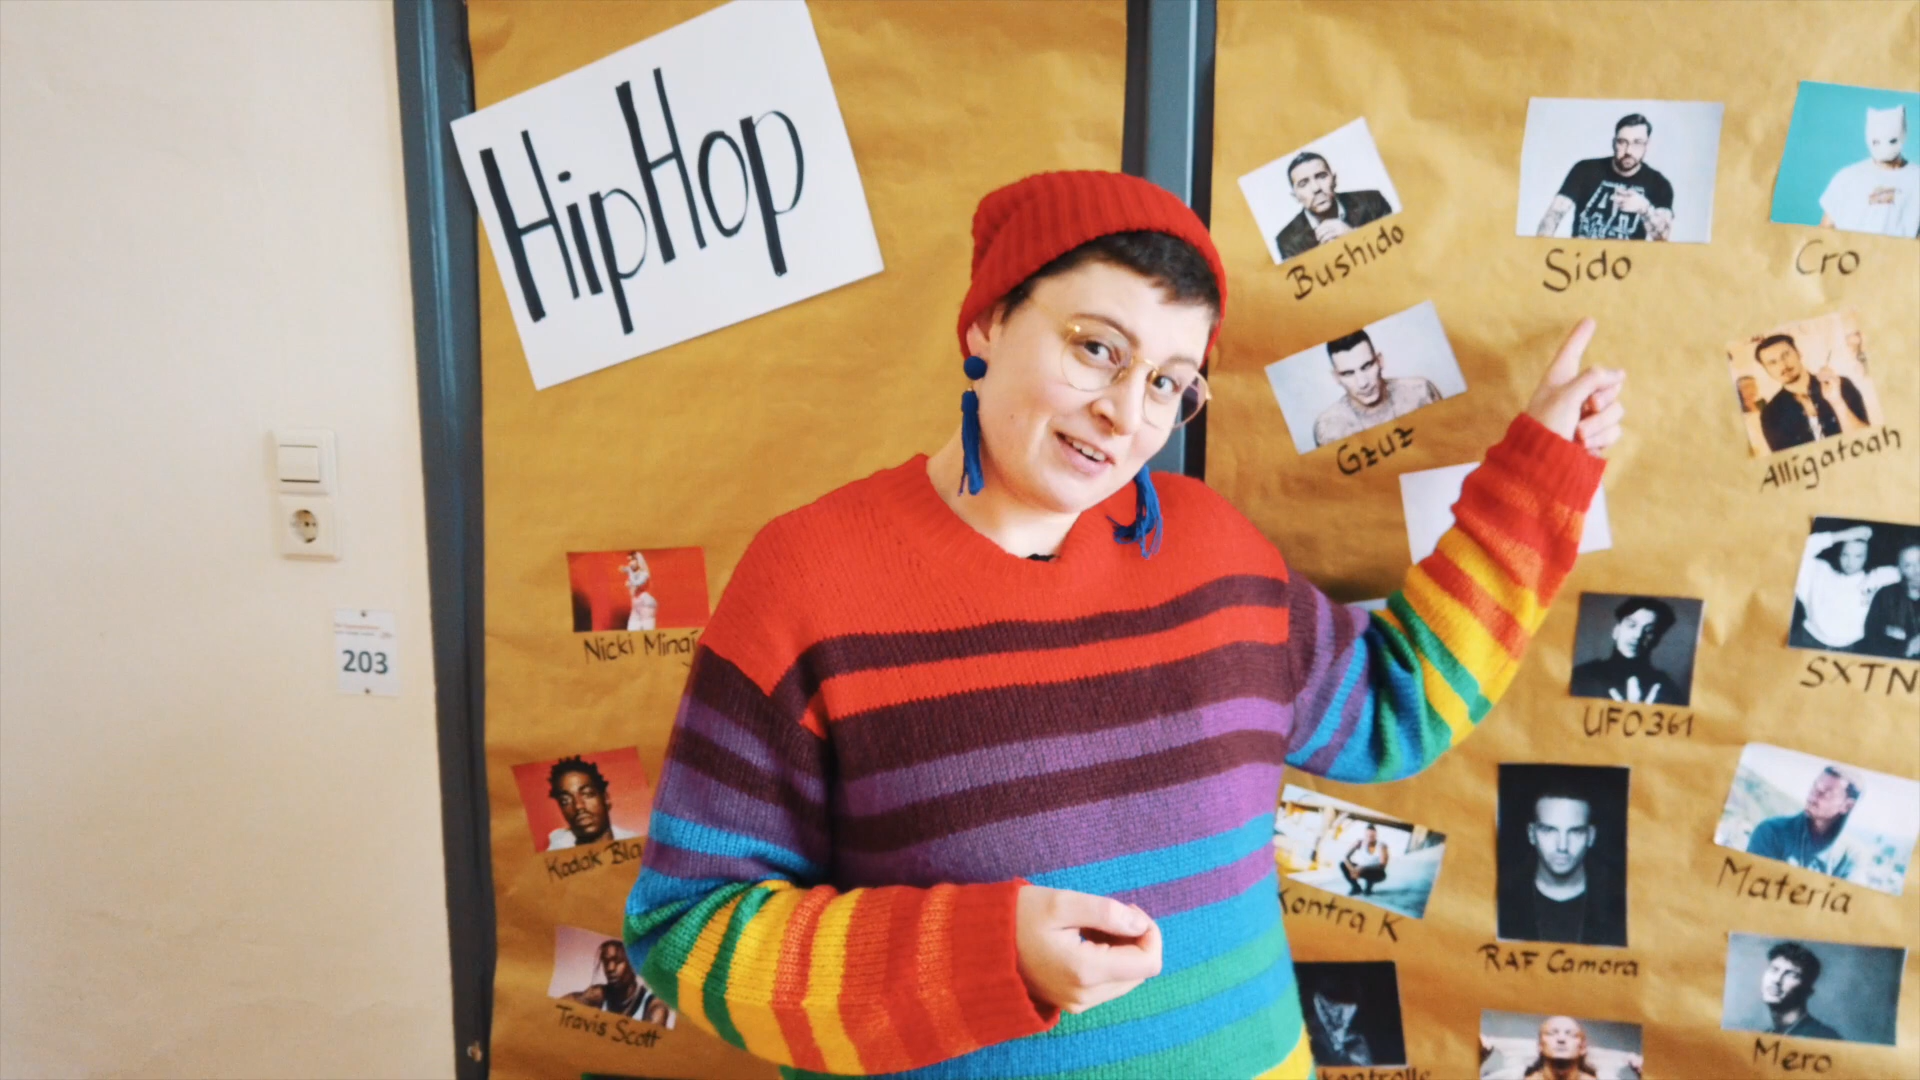 HipHop
Bushido
Sido
Cro
Gzuz
Alligatoah
203
Nicki Minaj
SXTN
UFO361
Kodak Bla
Materia
Kontra K
RAF Camora
Travis Scott
Mero
kontrolle